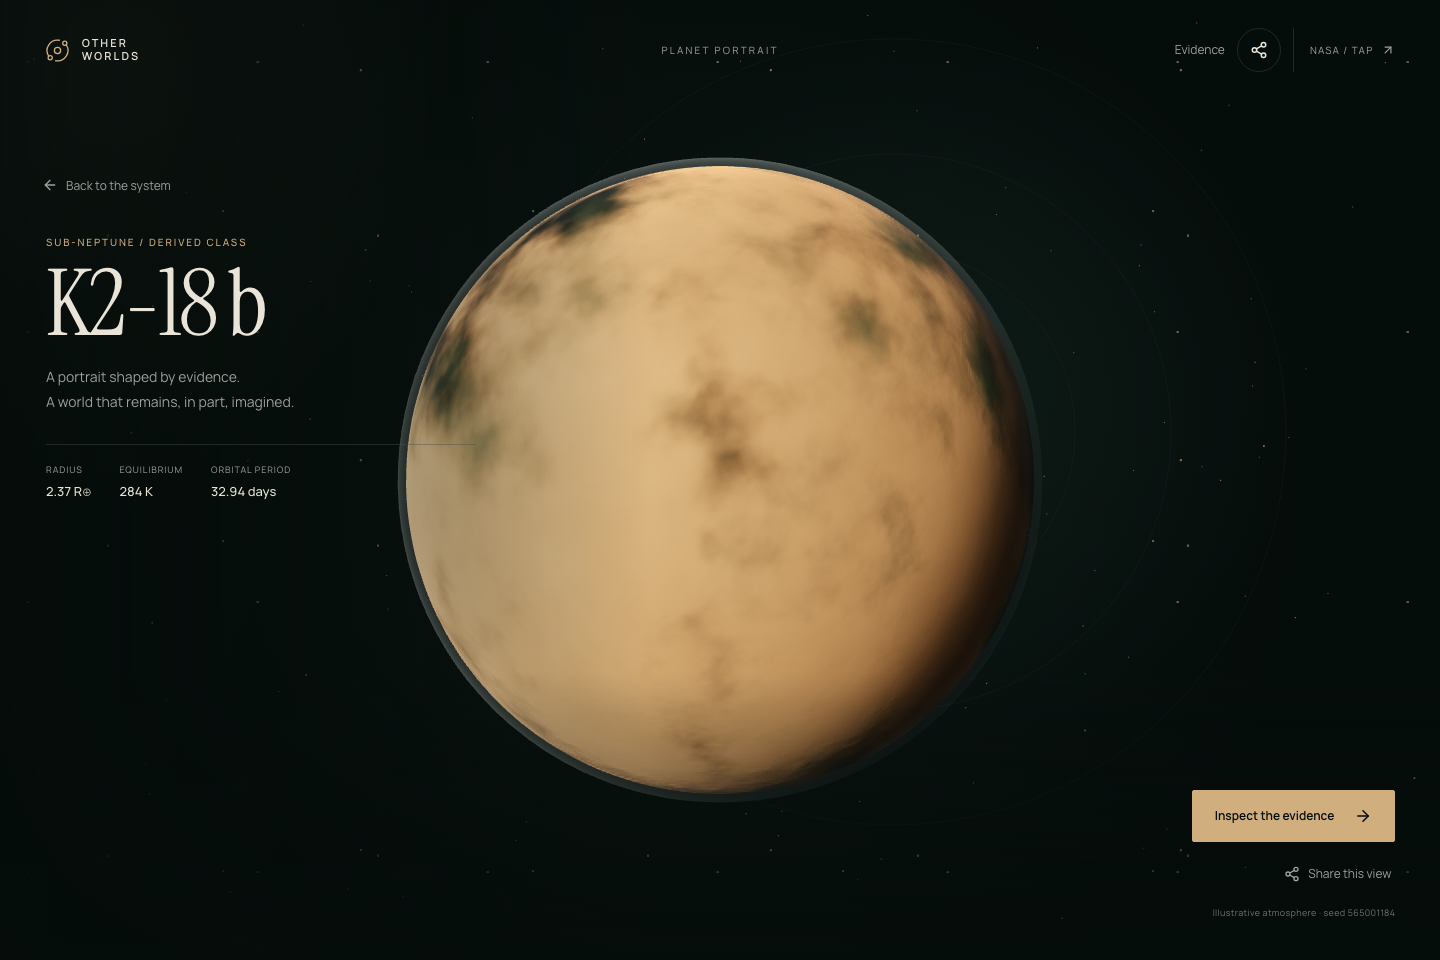 OTHER
WORLDS
PLANET PORTRAIT
Evidence
NASA / TAP
Back to the system
SUB-NEPTUNE / DERIVED CLASS
K2-18 b
A portrait shaped by evidence.
A world that remains, in part, imagined.
RADIUS
2.37 R⊕
EQUILIBRIUM
284 K
ORBITAL PERIOD
32.94 days
Inspect the evidence
Share this view
Illustrative atmosphere · seed 565001184